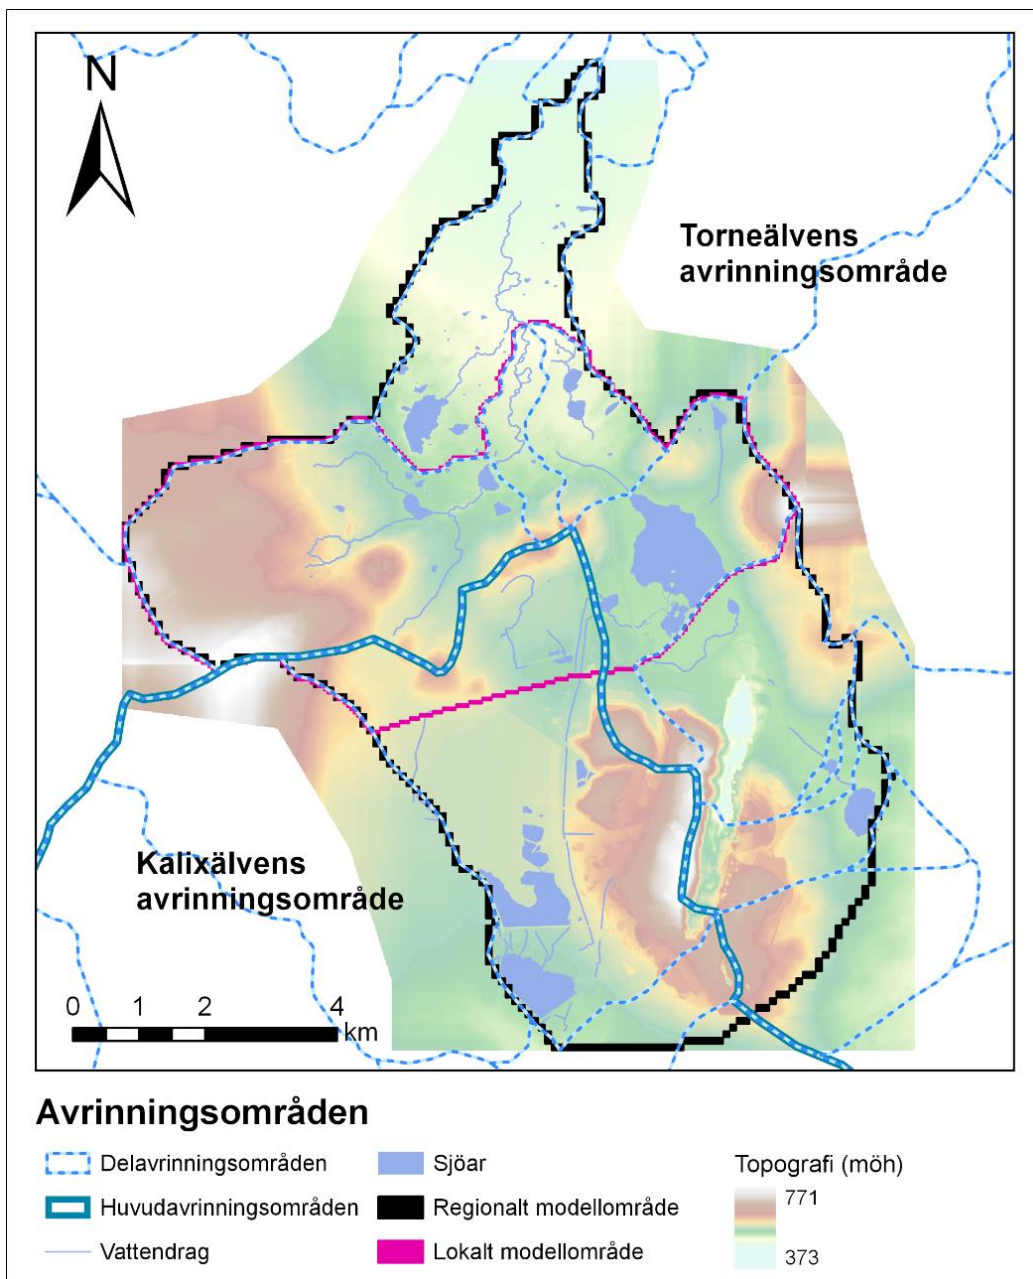 N
Torneälvens
avrinningsområde
Kalixälvens
avrinningsområde
0 1 2 4
km
Avrinningsområden
Delavrinningsområden
Sjöar
Topografi (möh)
Huvudavrinningsområden
Regionalt modellområde
771
Vattendrag
Lokalt modellområde
373